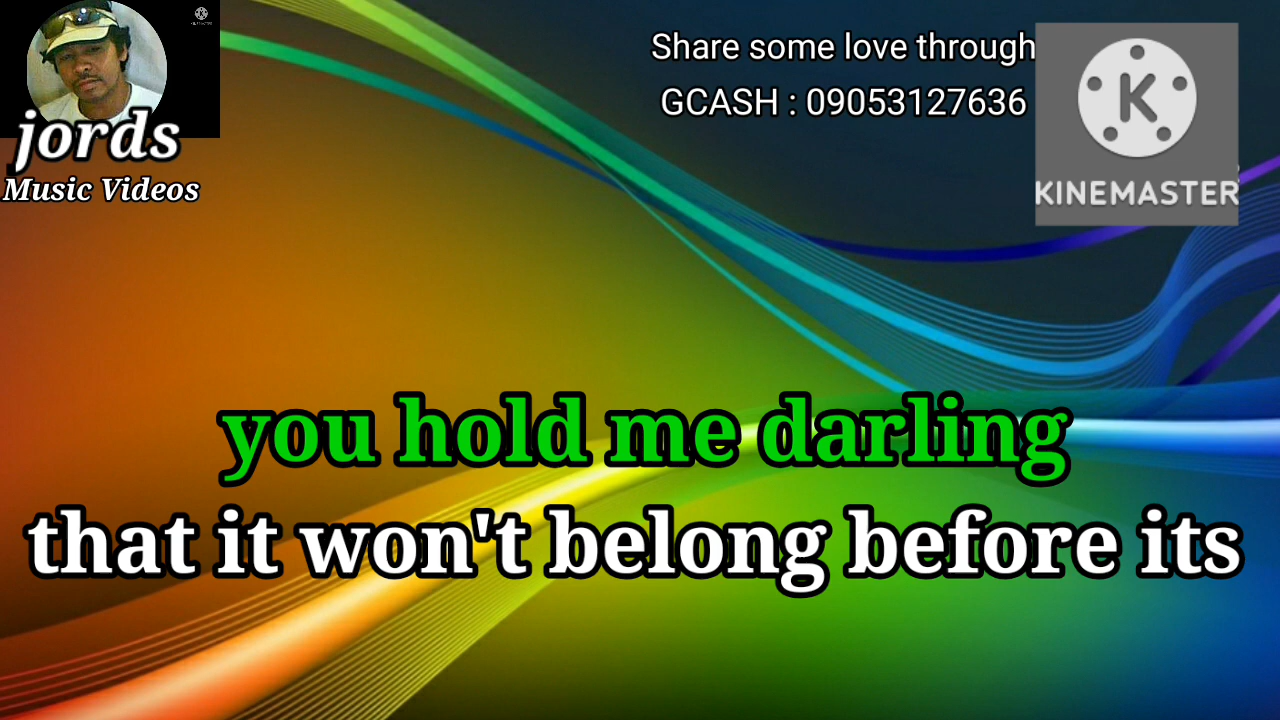 jords
Music Videos
Share some love through
GCASH : 09053127636
KINEMASTER
you hold me darling
that it won't belong before its